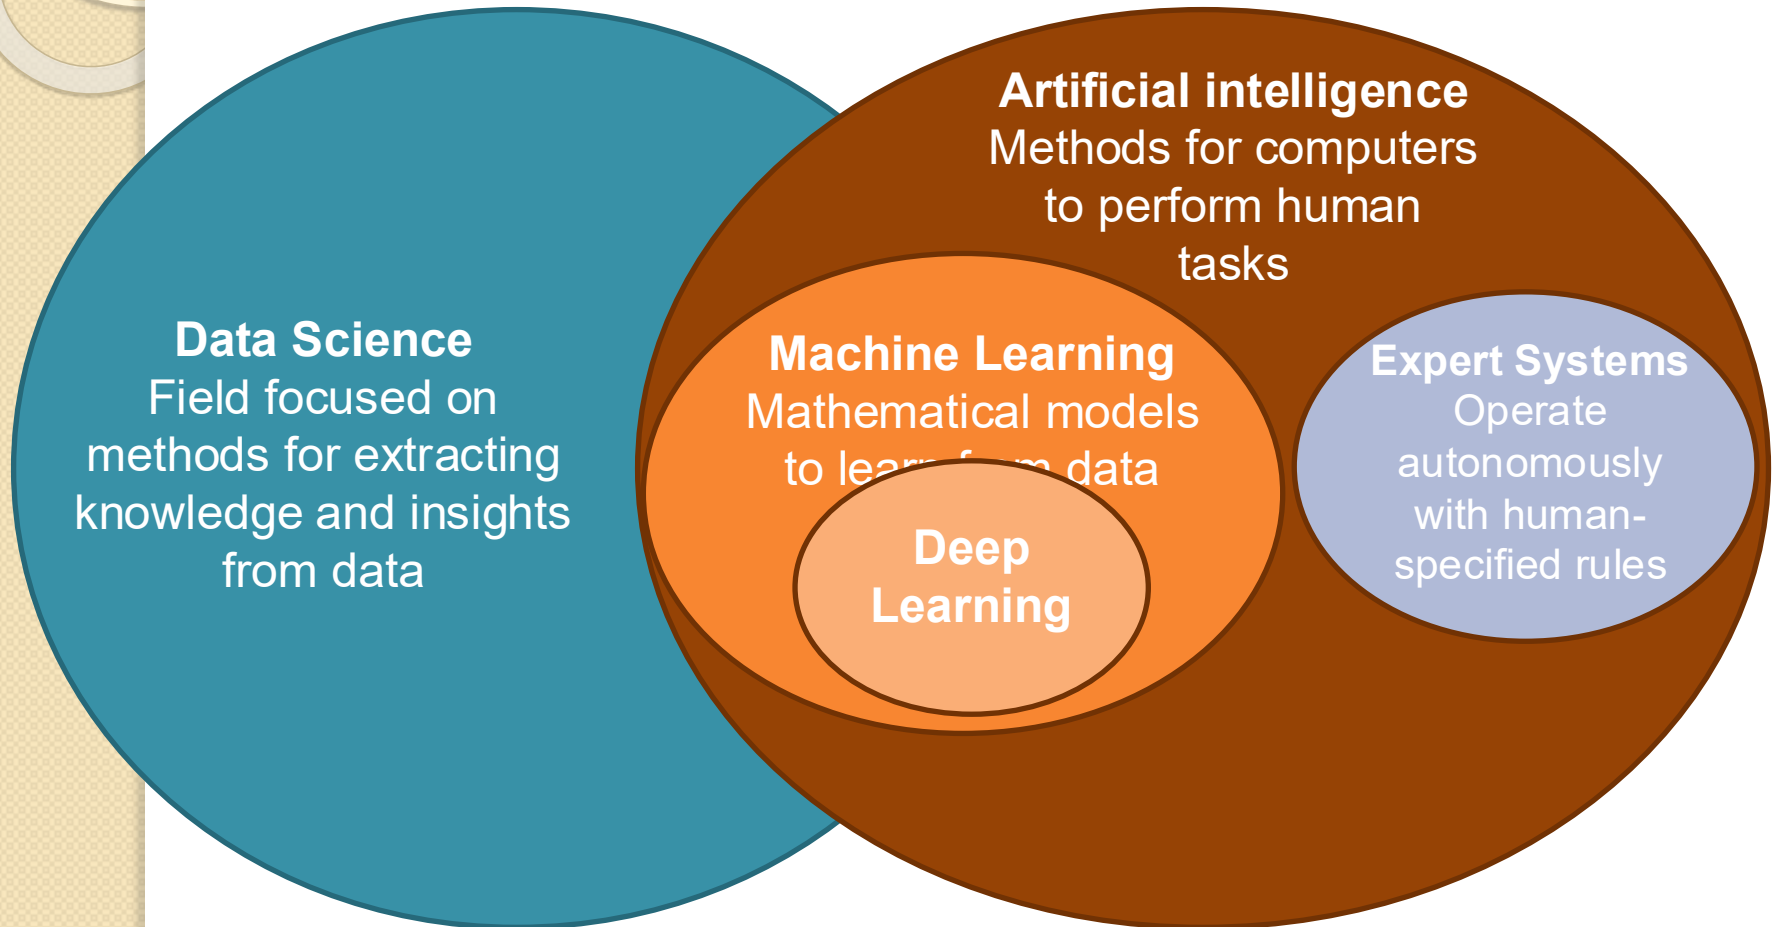 Artificial intelligence
Methods for computers
to perform human
tasks
Data Science
Field focused on
methods for extracting
knowledge and insights
from data
Machine Learning
Mathematical models
to learn from data
Deep
Learning
Expert Systems
Operate
autonomously
with human-
specified rules